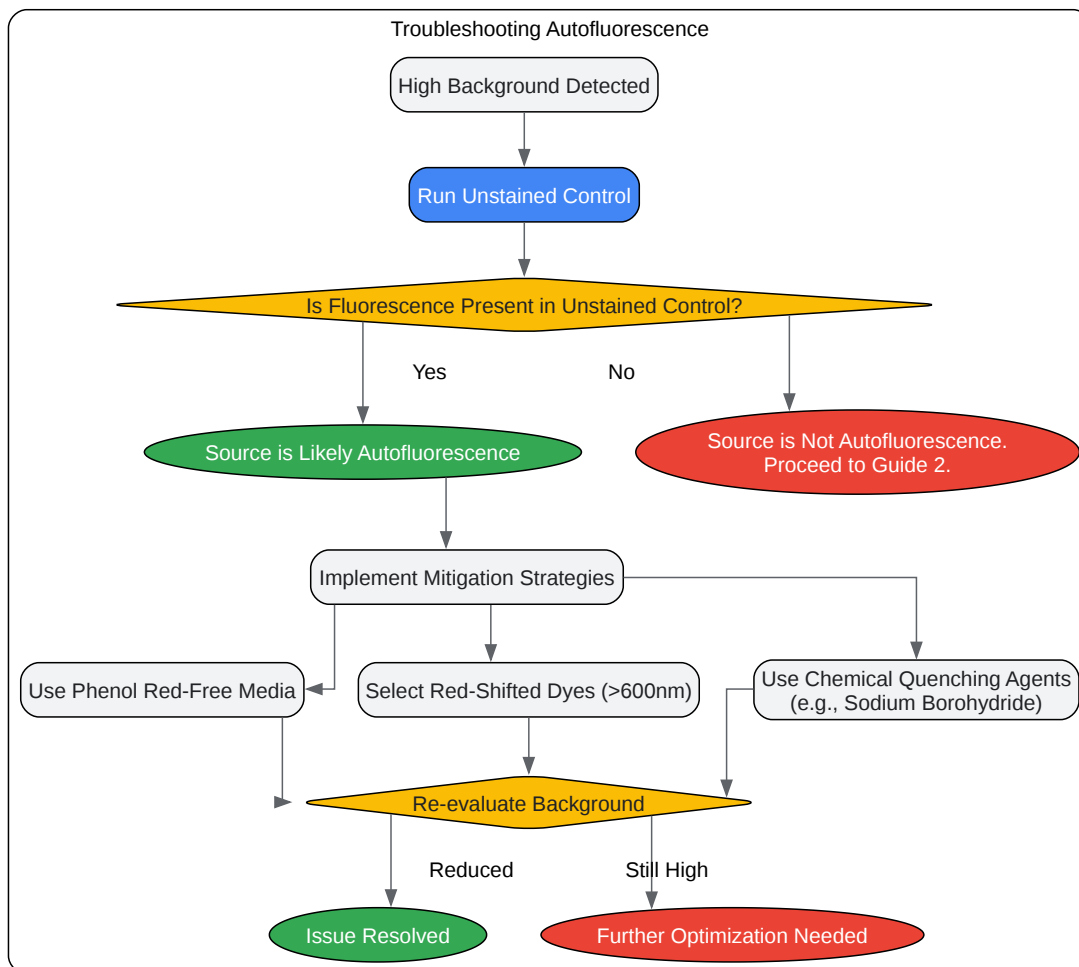 Troubleshooting Autofluorescence
High Background Detected
Run Unstained Control
Is Fluorescence Present in Unstained Control?
Yes
No
Source is Likely Autofluorescence
Source is Not Autofluorescence.
Proceed to Guide 2.
Implement Mitigation Strategies
Use Phenol Red-Free Media
Select Red-Shifted Dyes (>600nm)
Use Chemical Quenching Agents
(e.g., Sodium Borohydride)
Re-evaluate Background
Reduced
Still High
Issue Resolved
Further Optimization Needed